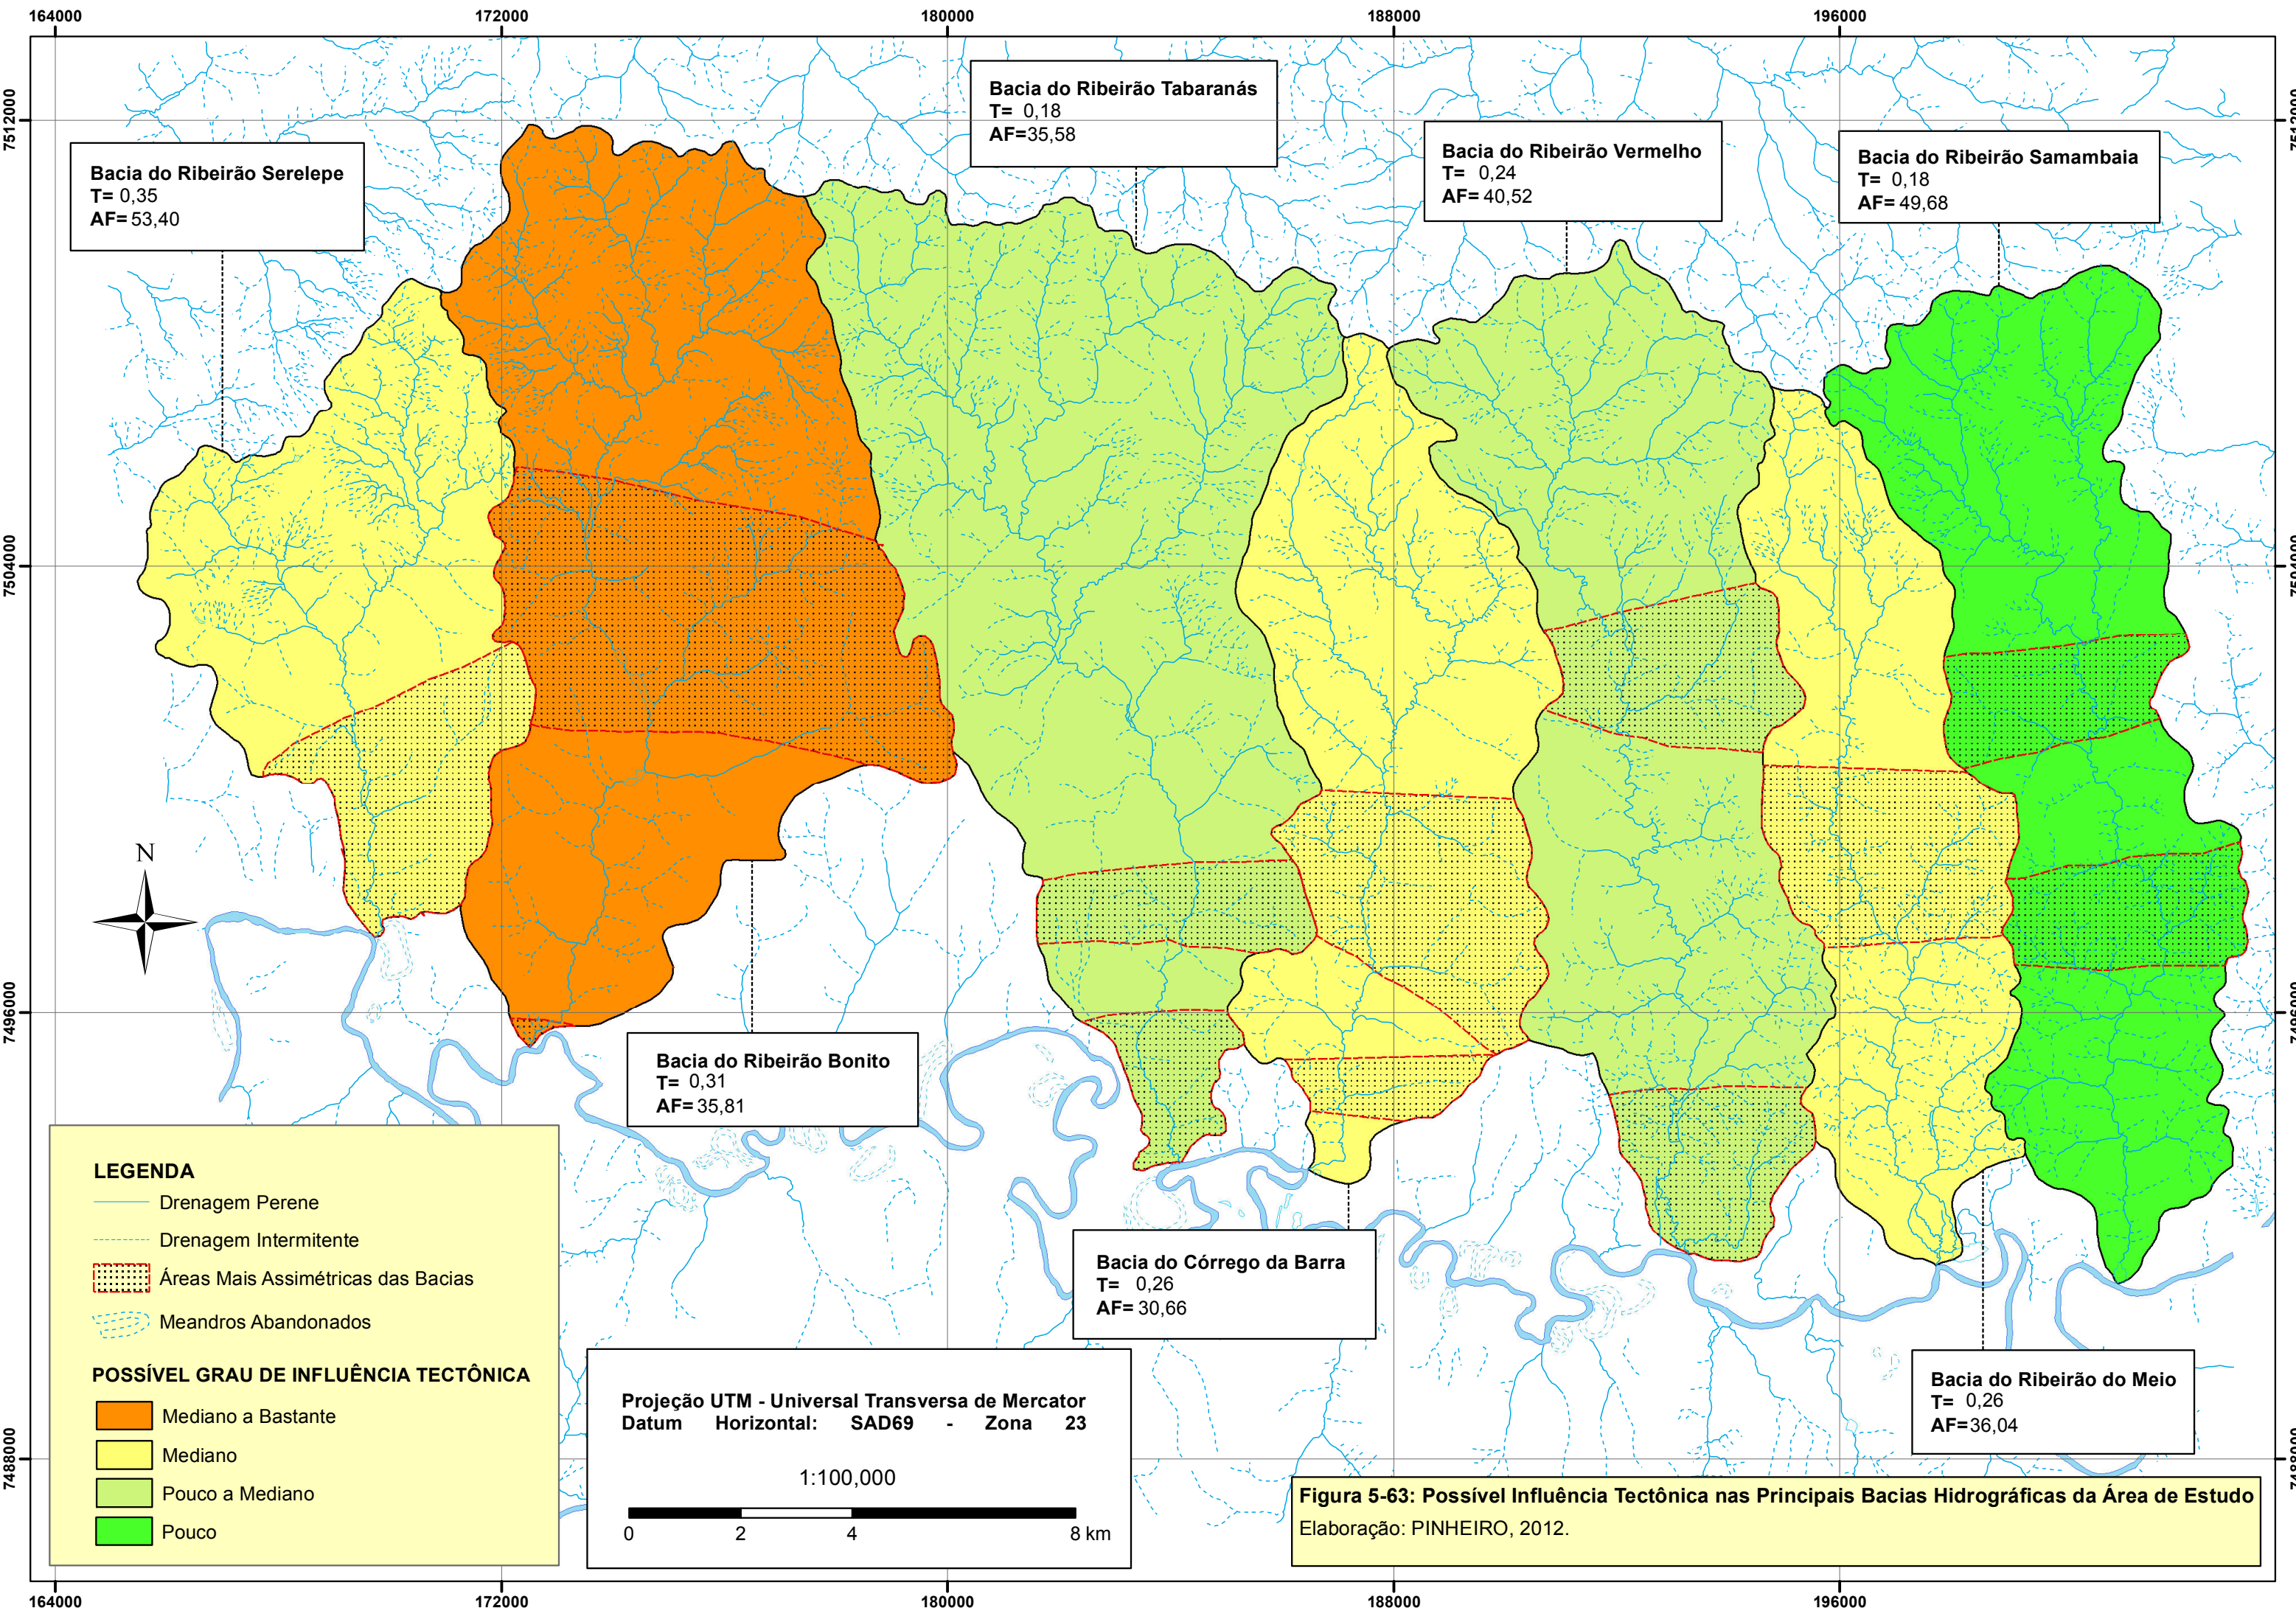 164000
172000
180000
188000
196000
7512000
7512000
Bacia do Ribeirão Serelepe
T= 0,35
AF= 53,40
Bacia do Ribeirão Tabaranás
T= 0,18
AF=35,58
Bacia do Ribeirão Vermelho
T= 0,24
AF= 40,52
Bacia do Ribeirão Samambaia
T= 0,18
AF= 49,68
7504000
7504000
N
7496000
7496000
Bacia do Ribeirão Bonito
T= 0,31
AF= 35,81
Bacia do Córrego da Barra
T= 0,26
AF= 30,66
Bacia do Ribeirão do Meio
T= 0,26
AF=36,04
LEGENDA
Drenagem Perene
Drenagem Intermitente
Áreas Mais Assimétricas das Bacias
Meandros Abandonados
POSSÍVEL GRAU DE INFLUÊNCIA TECTÔNICA
Mediano a Bastante
Mediano
Pouco a Mediano
Pouco
Projeção UTM - Universal Transversa de Mercator
Datum Horizontal: SAD69 - Zona 23
1:100,000
0 2 4 8 km
7488000
7488000
Figura 5-63: Possível Influência Tectônica nas Principais Bacias Hidrográficas da Área de Estudo
Elaboração: PINHEIRO, 2012.
164000
172000
180000
188000
196000